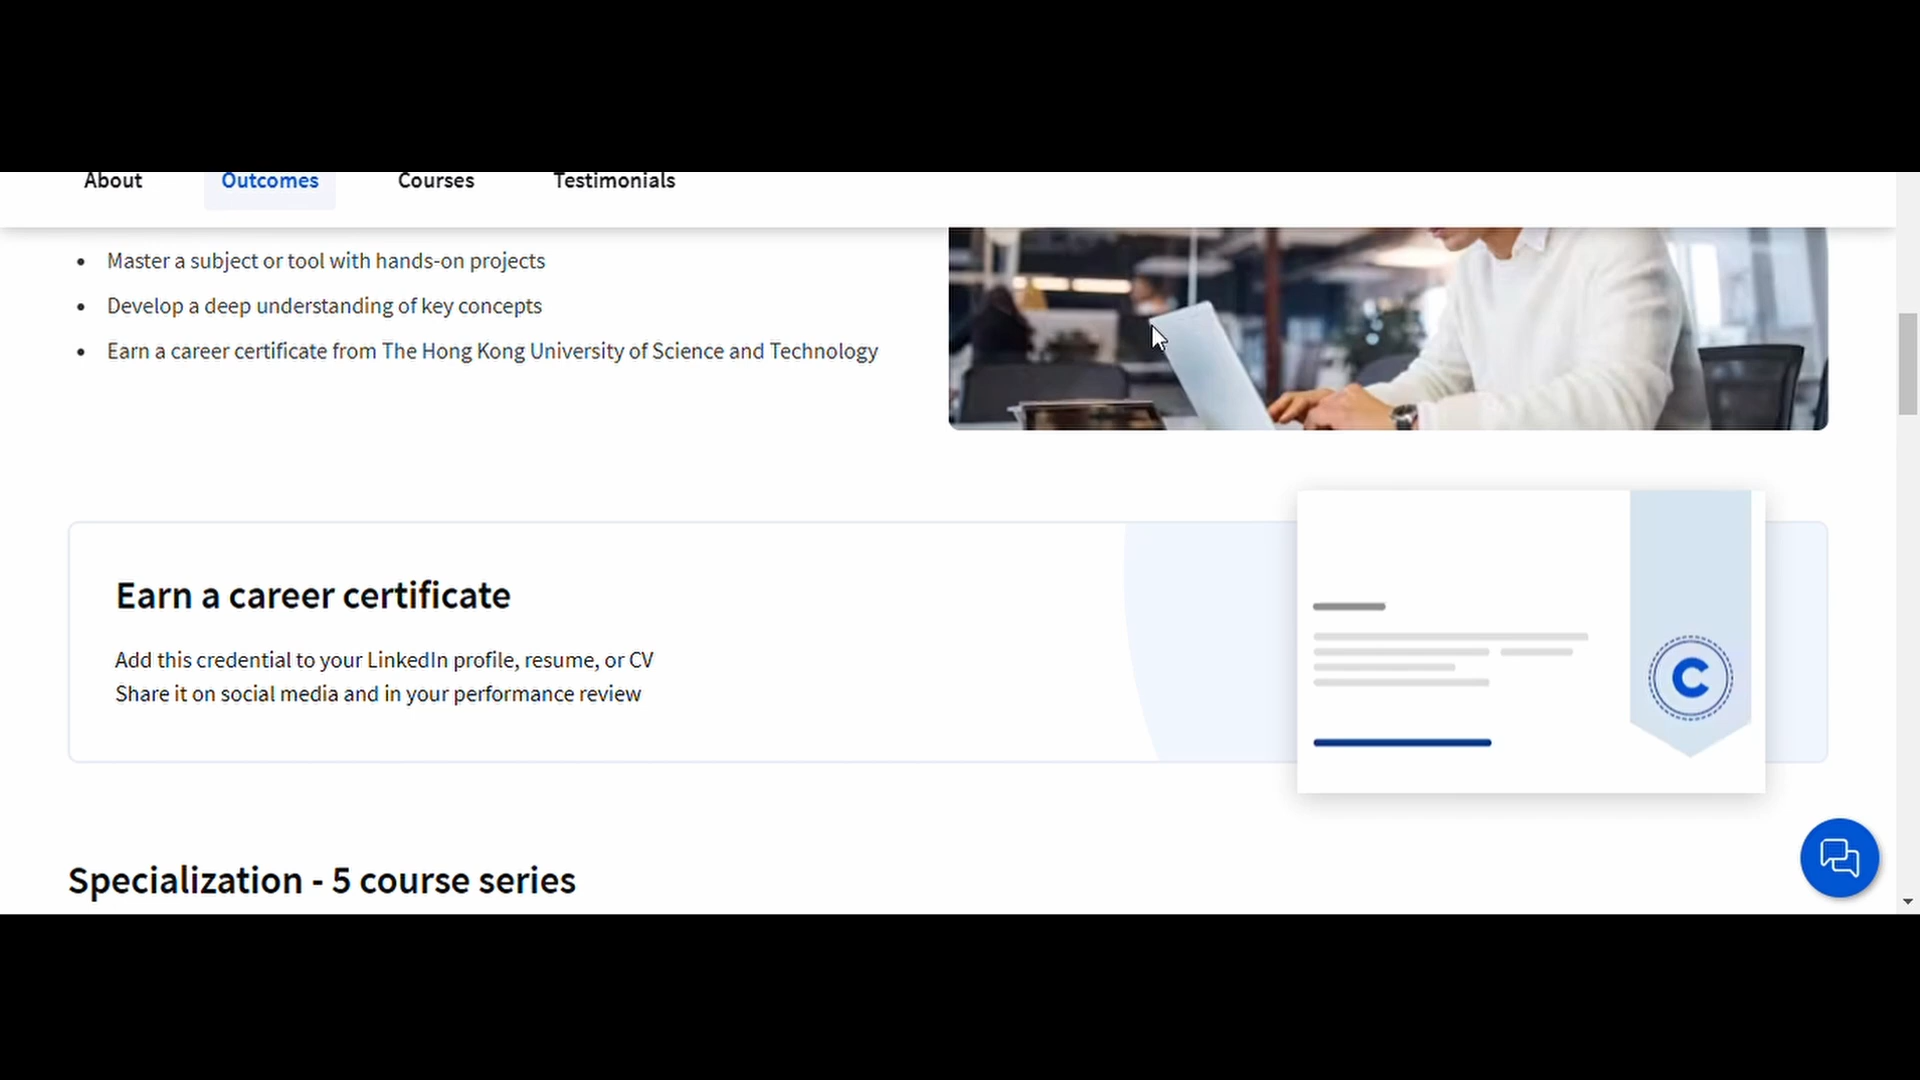 About Outcomes Courses Testimonials
Master a subject or tool with hands-on projects
Develop a deep understanding of key concepts
Earn a career certificate from The Hong Kong University of Science and Technology
Earn a career certificate
Add this credential to your LinkedIn profile, resume, or CV
Share it on social media and in your performance review
C
Specialization - 5 course series